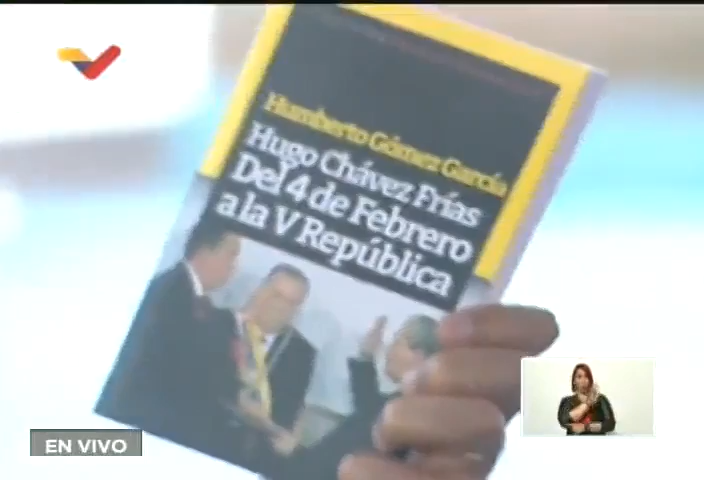 Humberto Gómez García
Hugo Chávez Frías
Del 4 de Febrero
a la V República
EN VIVO